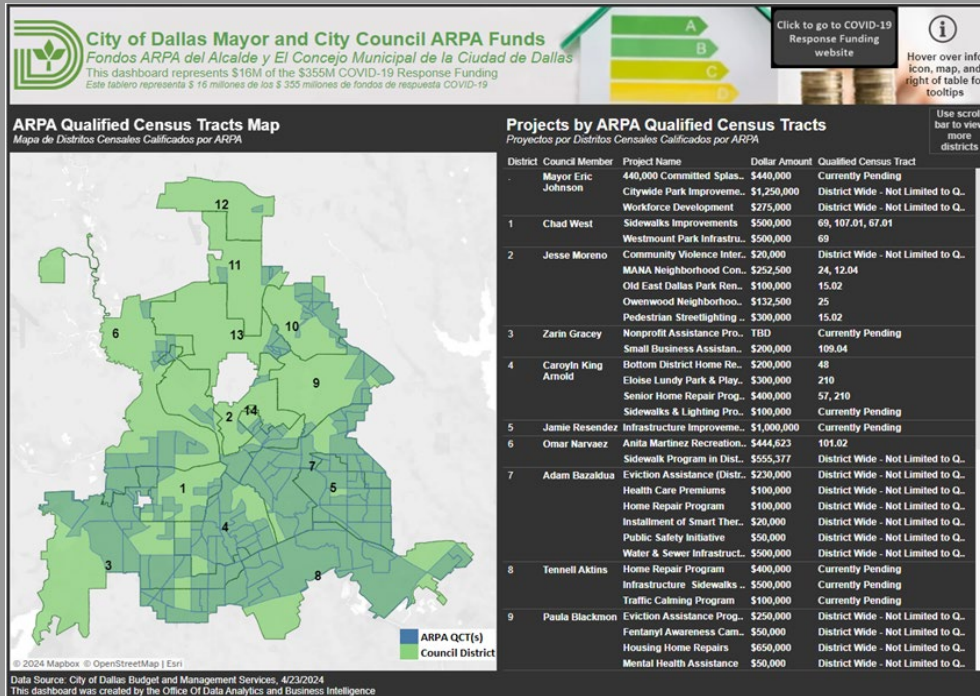 City of Dallas Mayor and City Council ARPA Funds
Fondos ARPA del Alcalde y El Concejo Municipal de la Ciudad de Dallas
This dashboard represents $16M of the $355M COVID-19 Response Funding
Este tablero representa $ 16 millones de los $ 355 millones de fondos de respuesta COVID-19
A
B
C
D
Click to go to COVID-19
Response Funding
website
Hover over info
icon, map, and
right of table for
tooltips
ARPA Qualified Census Tracts Map
Mapa de Distritos Censales Calificados por ARPA
12
11
6
13
10
9
2
14
7
5
1
4
3
8
ARPA QCT(s)
Council District
© 2024 Mapbox © OpenStreetMap | Esri
Projects by ARPA Qualified Census Tracts
Proyectos por Distritos Censales Calificados por ARPA
Use scroll
bar to view
more
districts
District Council Member Project Name Dollar Amount Qualified Census Tract
. Mayor Eric Johnson 440,000 Committed Splas.. $440,000 Currently Pending
Citywide Park Improveme.. $1,250,000 District Wide - Not Limited to Q..
Workforce Development $275,000 District Wide - Not Limited to Q..
1 Chad West Sidewalks Improvements $500,000 69, 107.01, 67.01
Westmount Park Infrastru.. $500,000 69
2 Jesse Moreno Community Violence Inter.. $20,000 District Wide - Not Limited to Q..
MANA Neighborhood Con.. $252,500 24, 12.04
Old East Dallas Park Ren.. $100,000 15.02
Owenwood Neighborhoo.. $132,500 25
Pedestrian Streetlighting .. $300,000 15.02
3 Zarin Gracey Nonprofit Assistance Pro.. TBD Currently Pending
Small Business Assistan.. $200,000 109.04
4 Caroyln King Arnold Bottom District Home Re.. $200,000 48
Eloise Lundy Park & Play.. $300,000 210
Senior Home Repair Prog.. $400,000 57, 210
Sidewalks & Lighting Pro.. $100,000 Currently Pending
5 Jamie Resendez Infrastructure Improveme.. $1,000,000 Currently Pending
6 Omar Narvaez Anita Martinez Recreation.. $444,623 101.02
Sidewalk Program in Dist.. $555,377 District Wide - Not Limited to Q..
7 Adam Bazaldua Eviction Assistance (Distr.. $230,000 District Wide - Not Limited to Q..
Health Care Premiums $100,000 District Wide - Not Limited to Q..
Home Repair Program $100,000 District Wide - Not Limited to Q..
Installment of Smart Ther.. $20,000 District Wide - Not Limited to Q..
Public Safety Initiative $50,000 District Wide - Not Limited to Q..
Water & Sewer Infrastruct.. $500,000 District Wide - Not Limited to Q..
8 Tennell Aktins Home Repair Program $400,000 Currently Pending
Infrastructure Sidewalks .. $500,000 Currently Pending
Traffic Calming Program $100,000 Currently Pending
9 Paula Blackmon Eviction Assistance Prog.. $250,000 District Wide - Not Limited to Q..
Fentanyl Awareness Cam.. $50,000 District Wide - Not Limited to Q..
Housing Home Repairs $650,000 District Wide - Not Limited to Q..
Mental Health Assistance $50,000 District Wide - Not Limited to Q..
Data Source: City of Dallas Budget and Management Services, 4/23/2024
This dashboard was created by the Office Of Data Analytics and Business Intelligence